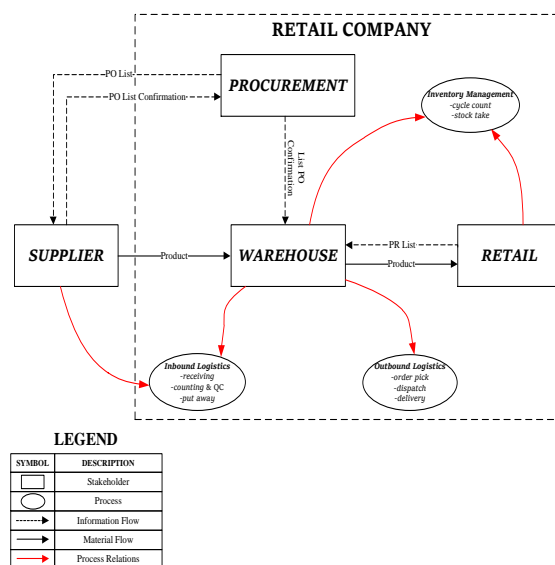 RETAIL COMPANY
PO List
PROCUREMENT
PO List Confirmation
Inventory Management
-cycle count
-stock take
List PO
Confirmation
SUPPLIER
Product
WAREHOUSE
PR List
Product
RETAIL
Inbound Logistics
-receiving
-counting & QC
-put away
Outbound Logistics
-order pick
-dispatch
-delivery
LEGEND
SYMBOL DESCRIPTION
Stakeholder
Process
Information Flow
Material Flow
Process Relations